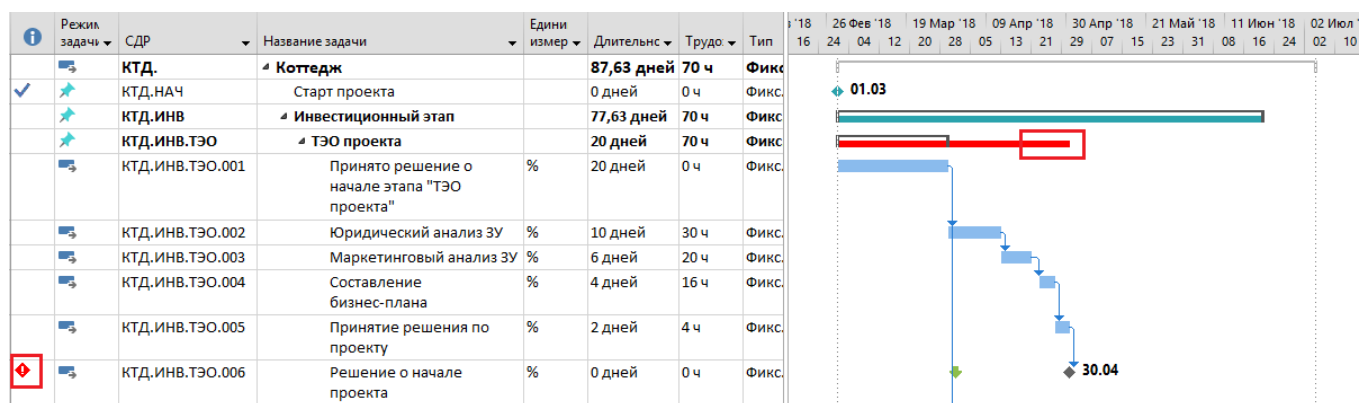 Режим задачи СДР Название задачи Едини измер Длительнс Трудо: Тип
'18 26 Фев '18 19 Мар '18 09 Апр '18 30 Апр '18 21 Май '18 11 Июн '18 02 Июл '
16 24 04 12 20 28 05 13 21 29 07 15 23 31 08 16 24 02 10
КТД. Коттедж 87,63 дней 70 ч Фикс
КТД.НАЧ Старт проекта 0 дней 0 ч Фикс.
01.03
КТД.ИНВ Инвестиционный этап 77,63 дней 70 ч Фикс
КТД.ИНВ.ТЭО ТЭО проекта 20 дней 70 ч Фикс
КТД.ИНВ.ТЭО.001 Принято решение о % 20 дней 0 ч Фикс.
начале этапа "ТЭО
проекта"
КТД.ИНВ.ТЭО.002 Юридический анализ ЗУ % 10 дней 30 ч Фикс.
КТД.ИНВ.ТЭО.003 Маркетинговый анализ ЗУ % 6 дней 20 ч Фикс.
КТД.ИНВ.ТЭО.004 Составление % 4 дней 16 ч Фикс.
бизнес-плана
КТД.ИНВ.ТЭО.005 Принятие решения по % 2 дней 4 ч Фикс.
проекту
КТД.ИНВ.ТЭО.006 Решение о начале % 0 дней 0 ч Фикс.
проекта
30.04